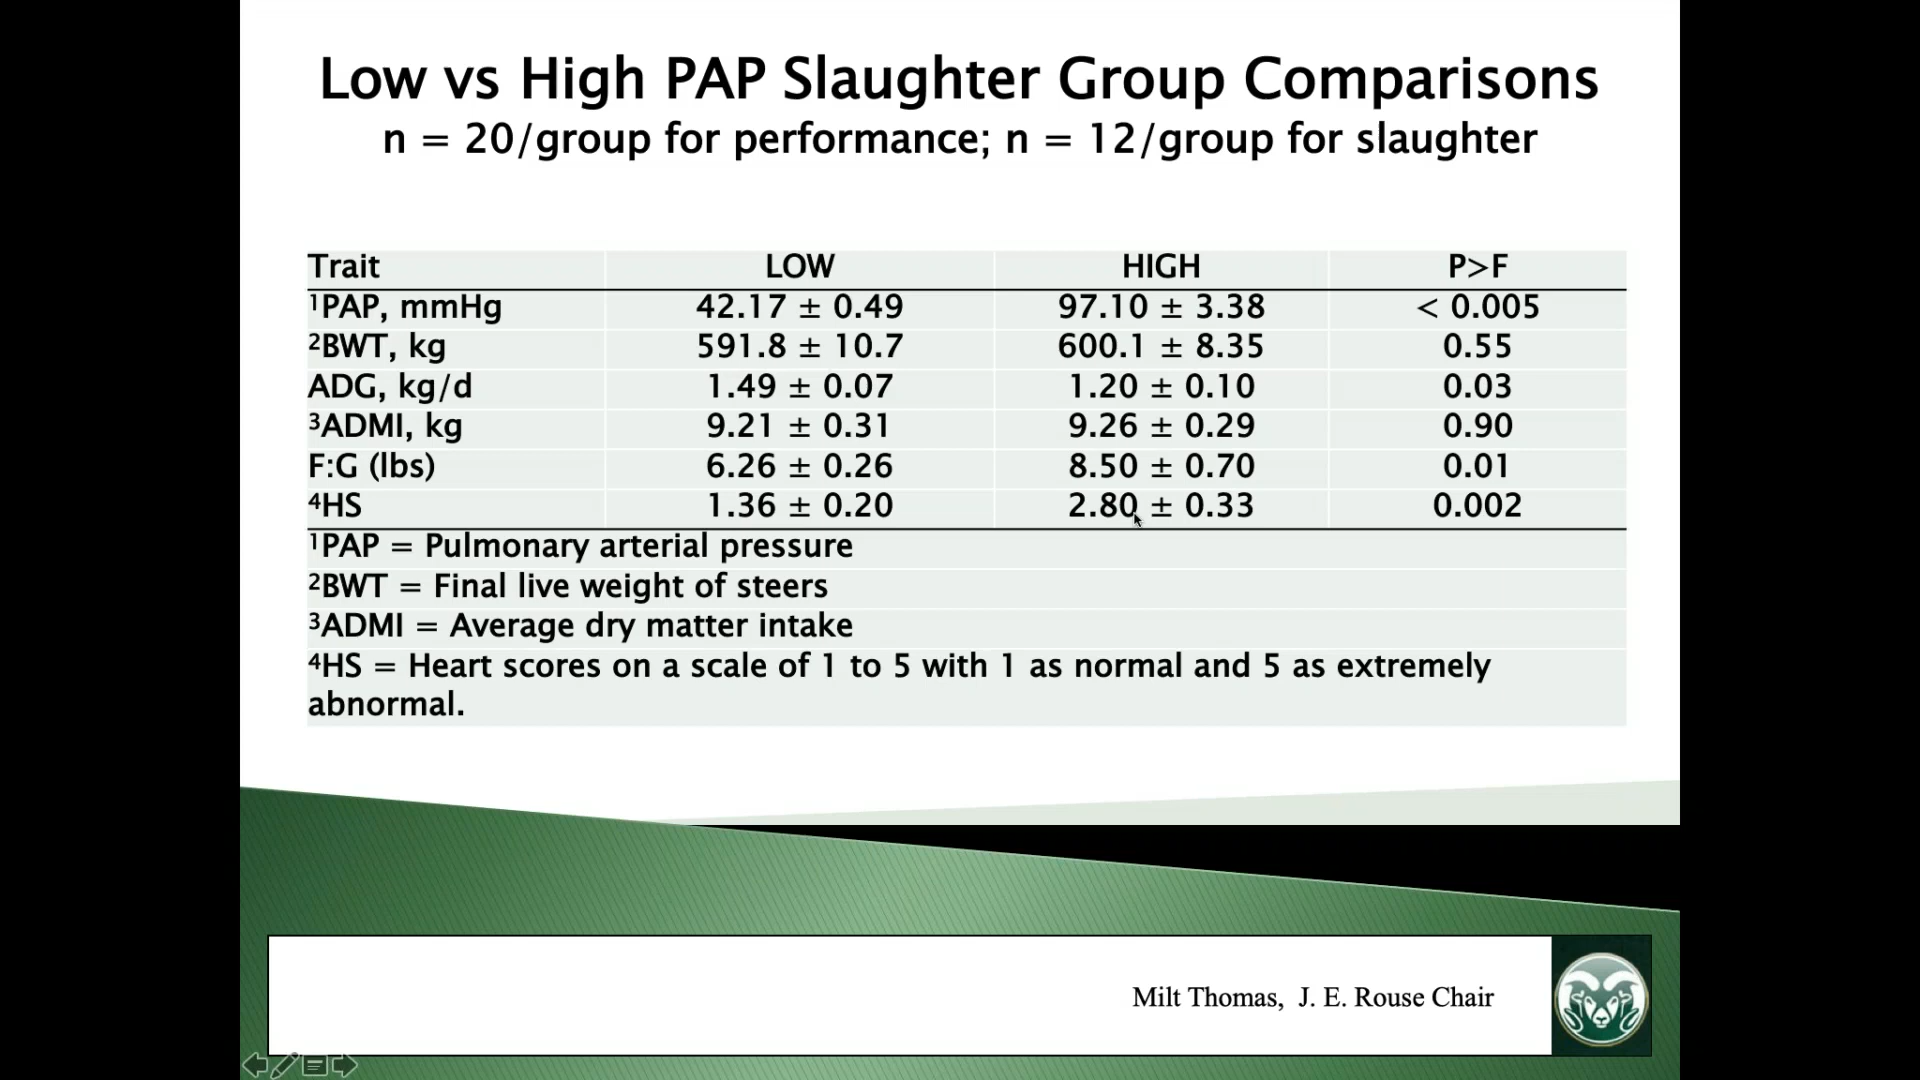 Low vs High PAP Slaughter Group Comparisons
n = 20/group for performance; n = 12/group for slaughter
Trait LOW HIGH P>F
¹PAP, mmHg 42.17 ± 0.49 97.10 ± 3.38 < 0.005
²BWT, kg 591.8 ± 10.7 600.1 ± 8.35 0.55
ADG, kg/d 1.49 ± 0.07 1.20 ± 0.10 0.03
³ADMI, kg 9.21 ± 0.31 9.26 ± 0.29 0.90
F:G (lbs) 6.26 ± 0.26 8.50 ± 0.70 0.01
⁴HS 1.36 ± 0.20 2.80 ± 0.33 0.002
¹PAP = Pulmonary arterial pressure
²BWT = Final live weight of steers
³ADMI = Average dry matter intake
⁴HS = Heart scores on a scale of 1 to 5 with 1 as normal and 5 as extremely
abnormal.
Milt Thomas, J. E. Rouse Chair